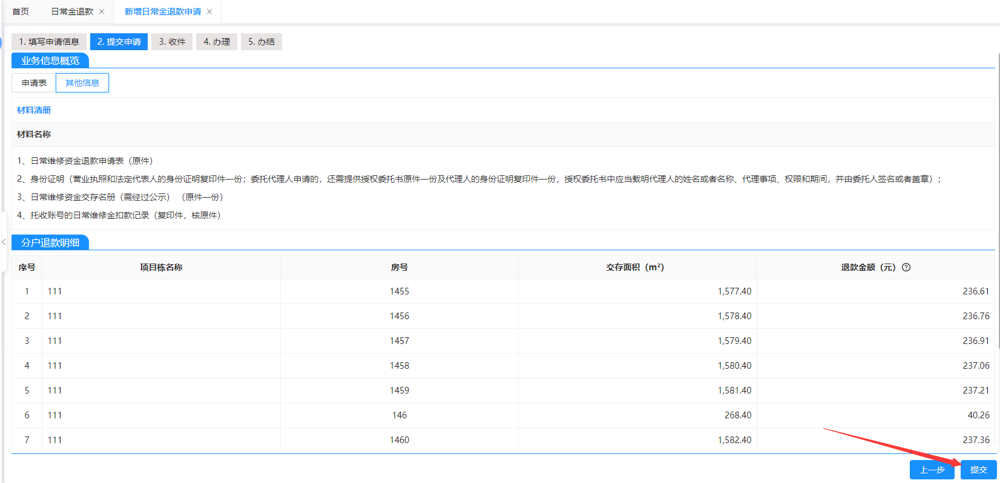 首页 日常金退款 新增日常金退款申请
1. 填写申请信息 2. 提交申请 3. 收件 4. 办理 5. 办结
业务信息概览
申请表 其他信息
材料清册
材料名称
1、日常维修资金退款申请表（原件）
2、身份证明（营业执照和法定代表人的身份证明复印件一份；委托代理人申请的，还需提供授权委托书原件一份及代理人的身份证明复印件一份，授权委托书中应当载明代理人的姓名或者名称、代理事项、权限和期间，并由委托人签名或者盖章）；
3、日常维修资金交存名册（需经过公示） （原件一份）
4、托收账号的日常维修金扣款记录（复印件，核原件）
分户退款明细
序号 项目栋名称 房号 交存面积（m²） 退款金额（元）
1 111 1455 1,577.40 236.61
2 111 1456 1,578.40 236.76
3 111 1457 1,579.40 236.91
4 111 1458 1,580.40 237.06
5 111 1459 1,581.40 237.21
6 111 146 268.40 40.26
7 111 1460 1,582.40 237.36
上一步 提交